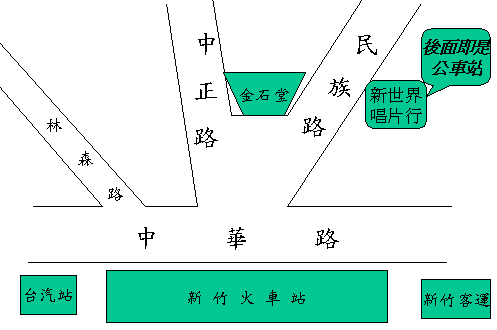 中正路
民族路
後面即是
公車站
金石堂
新世界
唱片行
林森路
中華路
台汽站
新竹火車站
新竹客運